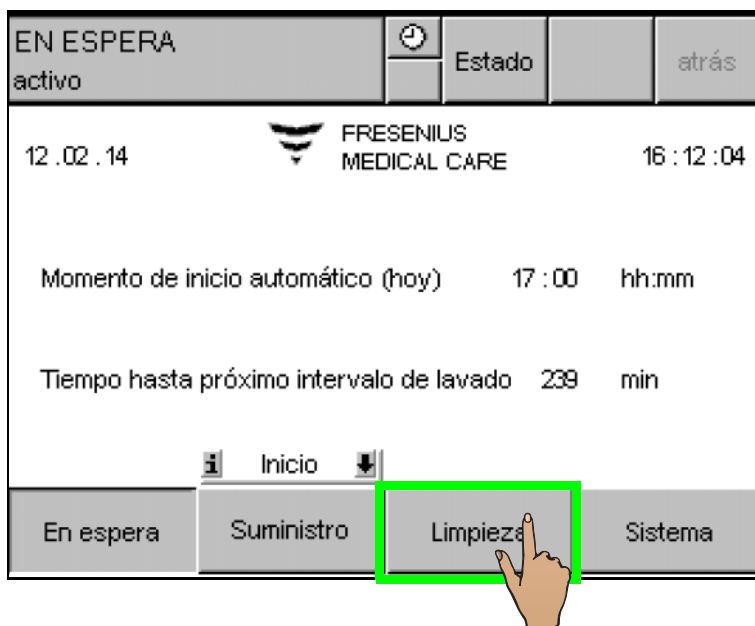 EN ESPERA
activo
Estado
atrás
12 .02 .14
FRESENIUS
MEDICAL CARE
16 : 12 : 04
Momento de inicio automático (hoy) 17 : 00 hh:mm
Tiempo hasta próximo intervalo de lavado 239 min
i Inicio
En espera
Suministro
Limpieza
Sistema